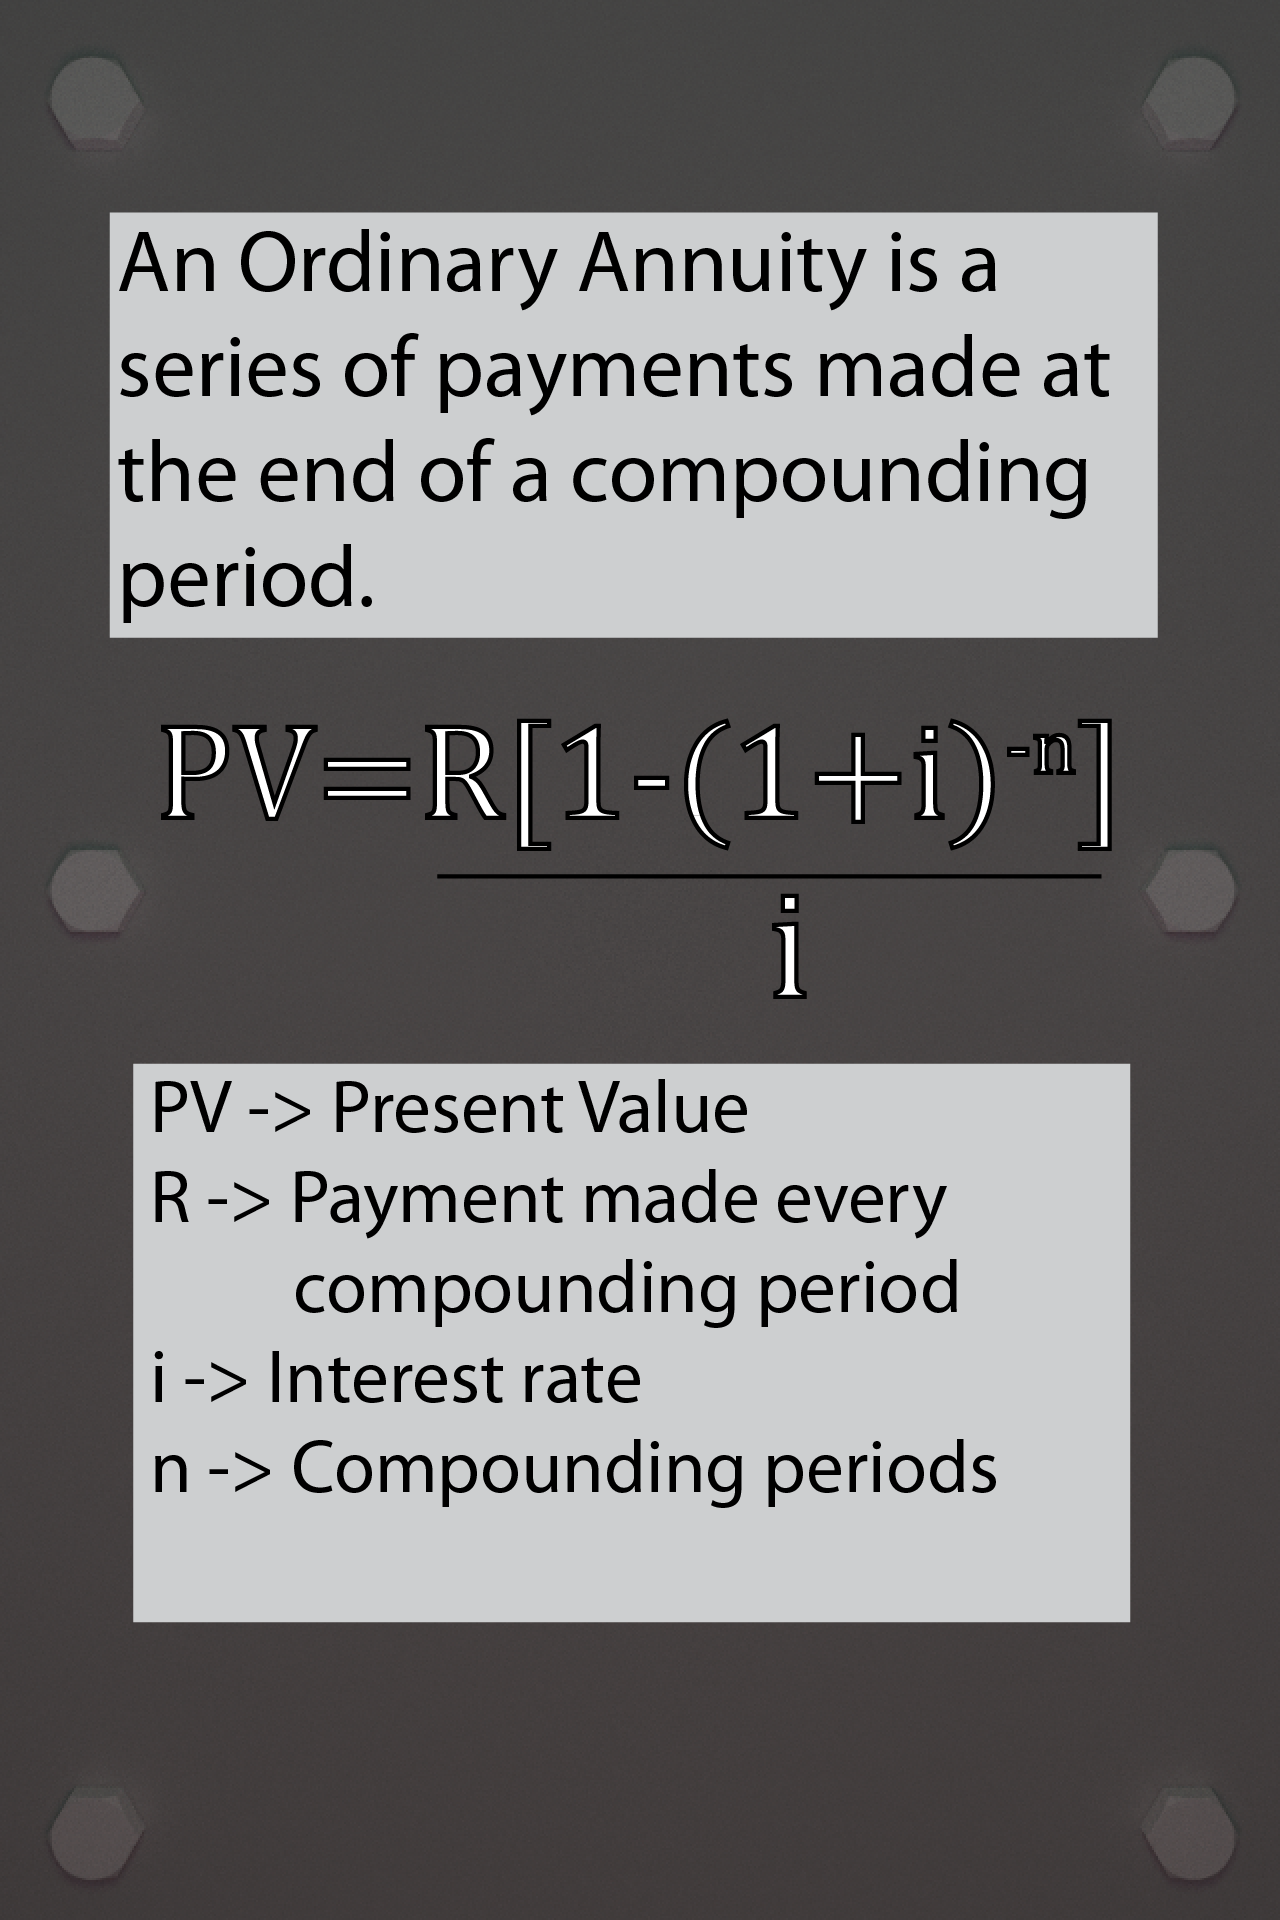 An Ordinary Annuity is a
series of payments made at
the end of a compounding
period.
PV=R[1-(1+i)⁻ⁿ]
i
PV -> Present Value
R -> Payment made every
compounding period
i -> Interest rate
n -> Compounding periods